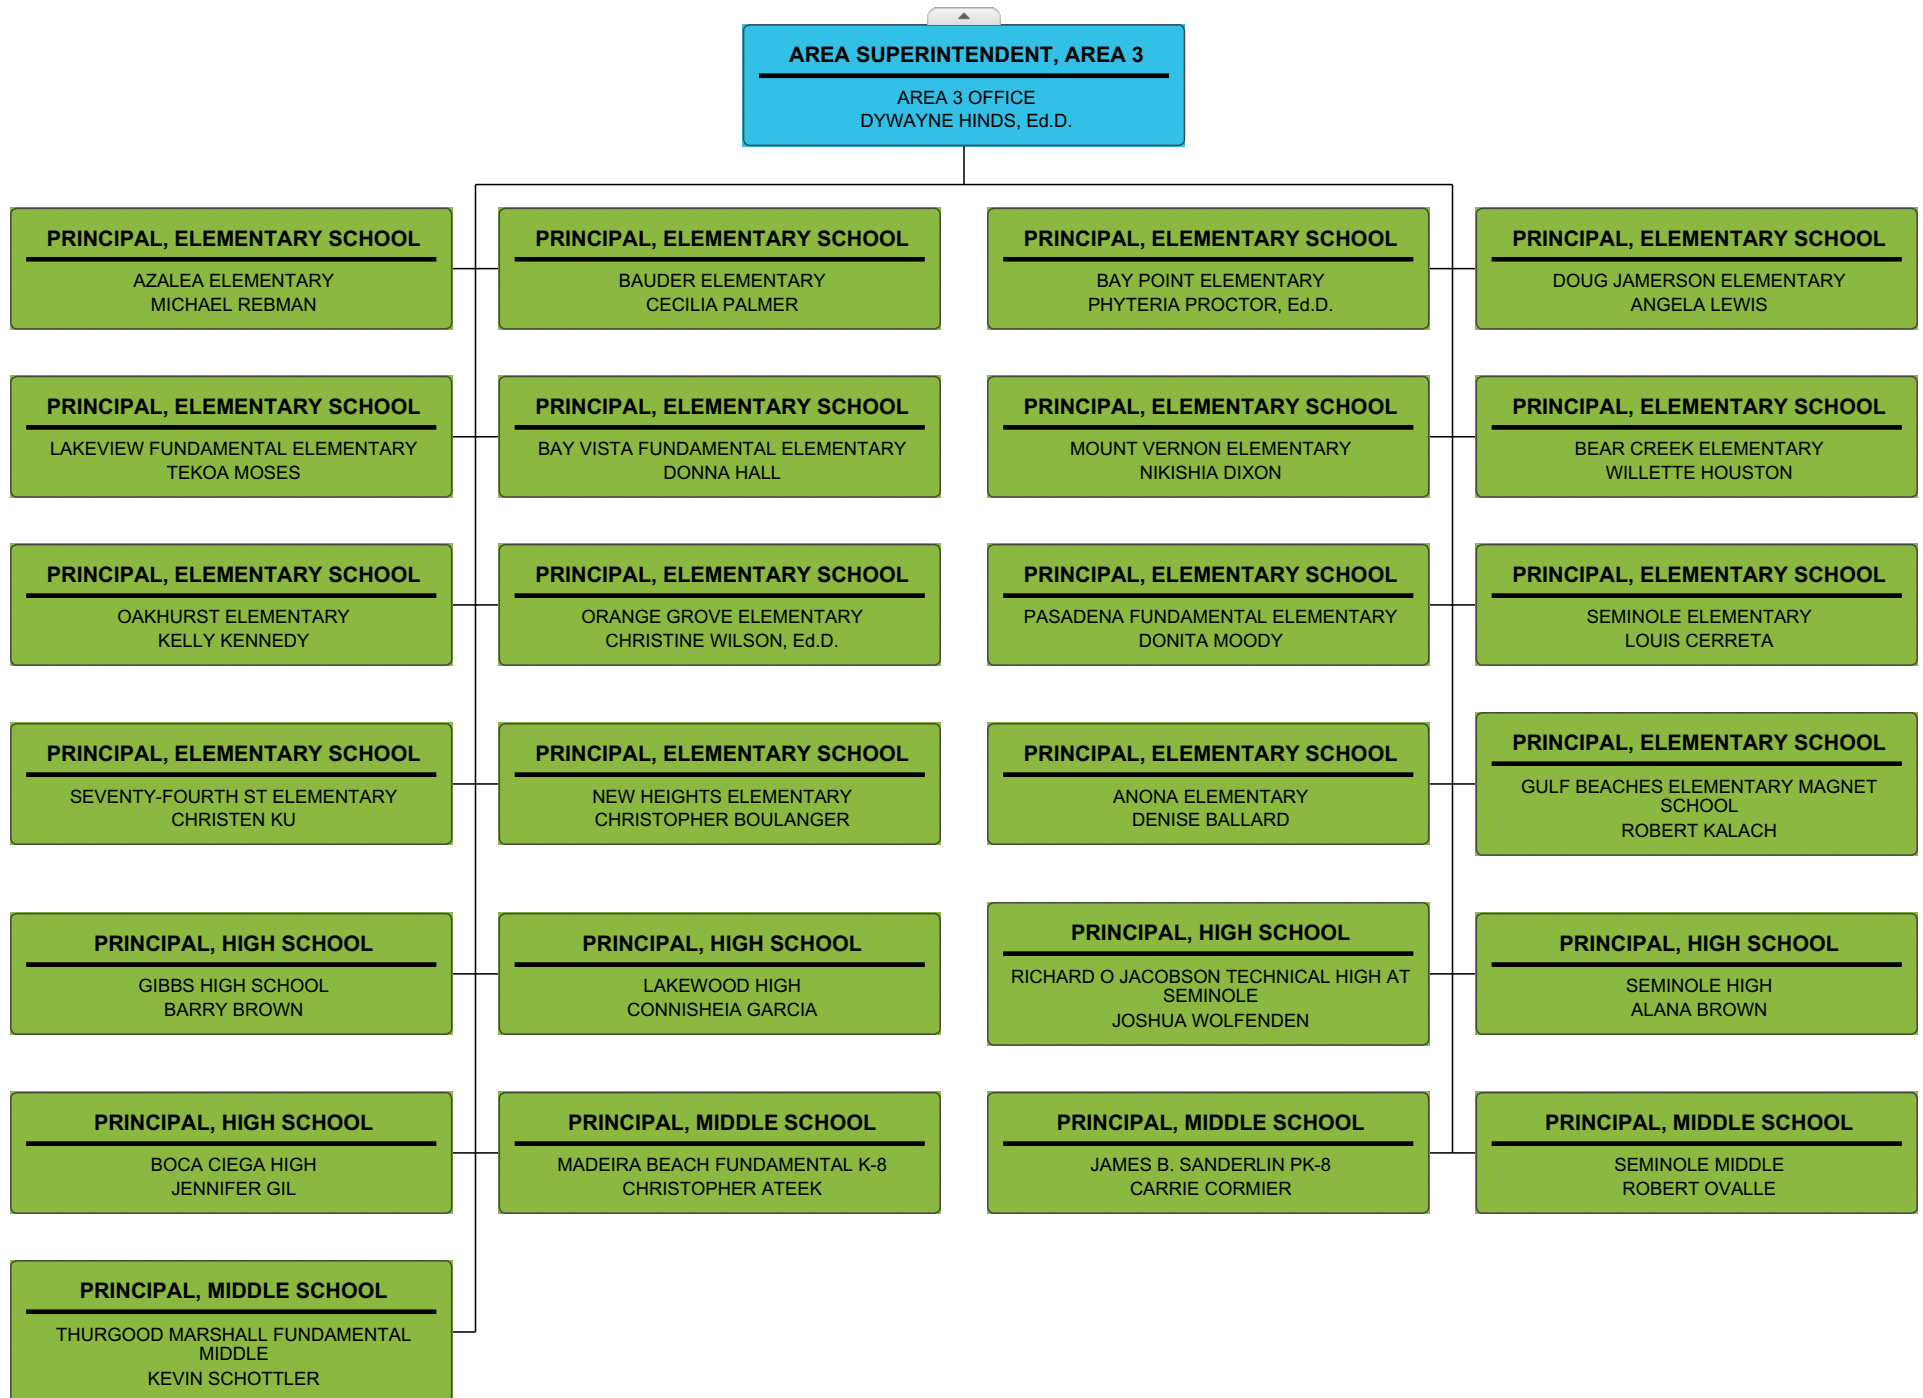 AREA SUPERINTENDENT, AREA 3
AREA 3 OFFICE
DYWAYNE HINDS, Ed.D.
PRINCIPAL, ELEMENTARY SCHOOL
AZALEA ELEMENTARY
MICHAEL REBMAN
PRINCIPAL, ELEMENTARY SCHOOL
BAUDER ELEMENTARY
CECILIA PALMER
PRINCIPAL, ELEMENTARY SCHOOL
BAY POINT ELEMENTARY
PHYTERIA PROCTOR, Ed.D.
PRINCIPAL, ELEMENTARY SCHOOL
DOUG JAMERSON ELEMENTARY
ANGELA LEWIS
PRINCIPAL, ELEMENTARY SCHOOL
LAKEVIEW FUNDAMENTAL ELEMENTARY
TEKOA MOSES
PRINCIPAL, ELEMENTARY SCHOOL
BAY VISTA FUNDAMENTAL ELEMENTARY
DONNA HALL
PRINCIPAL, ELEMENTARY SCHOOL
MOUNT VERNON ELEMENTARY
NIKISHIA DIXON
PRINCIPAL, ELEMENTARY SCHOOL
BEAR CREEK ELEMENTARY
WILLETTE HOUSTON
PRINCIPAL, ELEMENTARY SCHOOL
OAKHURST ELEMENTARY
KELLY KENNEDY
PRINCIPAL, ELEMENTARY SCHOOL
ORANGE GROVE ELEMENTARY
CHRISTINE WILSON, Ed.D.
PRINCIPAL, ELEMENTARY SCHOOL
PASADENA FUNDAMENTAL ELEMENTARY
DONITA MOODY
PRINCIPAL, ELEMENTARY SCHOOL
SEMINOLE ELEMENTARY
LOUIS CERRETA
PRINCIPAL, ELEMENTARY SCHOOL
SEVENTY-FOURTH ST ELEMENTARY
CHRISTEN KU
PRINCIPAL, ELEMENTARY SCHOOL
NEW HEIGHTS ELEMENTARY
CHRISTOPHER BOULANGER
PRINCIPAL, ELEMENTARY SCHOOL
ANONA ELEMENTARY
DENISE BALLARD
PRINCIPAL, ELEMENTARY SCHOOL
GULF BEACHES ELEMENTARY MAGNET
SCHOOL
ROBERT KALACH
PRINCIPAL, HIGH SCHOOL
GIBBS HIGH SCHOOL
BARRY BROWN
PRINCIPAL, HIGH SCHOOL
LAKEWOOD HIGH
CONNISHEIA GARCIA
PRINCIPAL, HIGH SCHOOL
RICHARD O JACOBSON TECHNICAL HIGH AT
SEMINOLE
JOSHUA WOLFENDEN
PRINCIPAL, HIGH SCHOOL
SEMINOLE HIGH
ALANA BROWN
PRINCIPAL, HIGH SCHOOL
BOCA CIEGA HIGH
JENNIFER GIL
PRINCIPAL, MIDDLE SCHOOL
MADEIRA BEACH FUNDAMENTAL K-8
CHRISTOPHER ATEEK
PRINCIPAL, MIDDLE SCHOOL
JAMES B. SANDERLIN PK-8
CARRIE CORMIER
PRINCIPAL, MIDDLE SCHOOL
SEMINOLE MIDDLE
ROBERT OVALLE
PRINCIPAL, MIDDLE SCHOOL
THURGOOD MARSHALL FUNDAMENTAL
MIDDLE
KEVIN SCHOTTLER